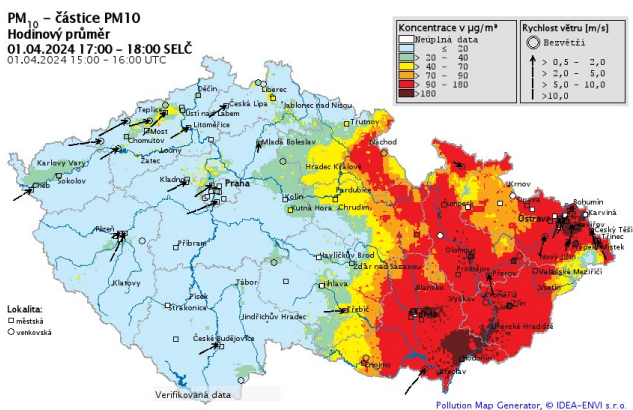 PM10 – částice PM10
Hodinový průměr
01.04.2024 17:00 – 18:00 SELČ
01.04.2024 15:00 – 16:00 UTC
Koncentrace v µg/m³
Neúplná data
≤ 20
> 20 – 40
> 40 – 70
> 70 – 90
> 90 – 180
>180
Rychlost větru [m/s]
Bezvětří
> 0,5 – 2,0
> 2,0 – 5,0
> 5,0 – 10,0
>10,0
Děčín
Liberec
Teplice
Ústí nad Labem
Česká Lípa
Jablonec nad Nisou
Most
Litoměřice
Trutnov
Chomutov
Louny
Mladá Boleslav
Náchod
Karlovy Vary
Žatec
Hradec Králové
Cheb
Sokolov
Kladno
Praha
Pardubice
Krnov
Kolín
Kutná Hora
Chrudim
Šumperk
Opava
Bohumín
Karviná
Ostrava
Havířov
Český Těší
Třinec
Plzeň
Příbram
Olomouc
Havlíčkův Brod
Žďár nad Sázavou
Nový Jičín
Prostějov
Přerov
Valašské Meziříčí
Klatovy
Tábor
Jihlava
Blansko
Vsetín
Písek
Vyškov
Kroměříž
Zlín
Strakonice
Jindřichův Hradec
Třebíč
Brno
Uherské Hradiště
České Budějovice
Hodonín
Znojmo
Břeclav
Lokalita:
městská
venkovská
Verifikovaná data
Pollution Map Generator, © IDEA-ENVI s.r.o.